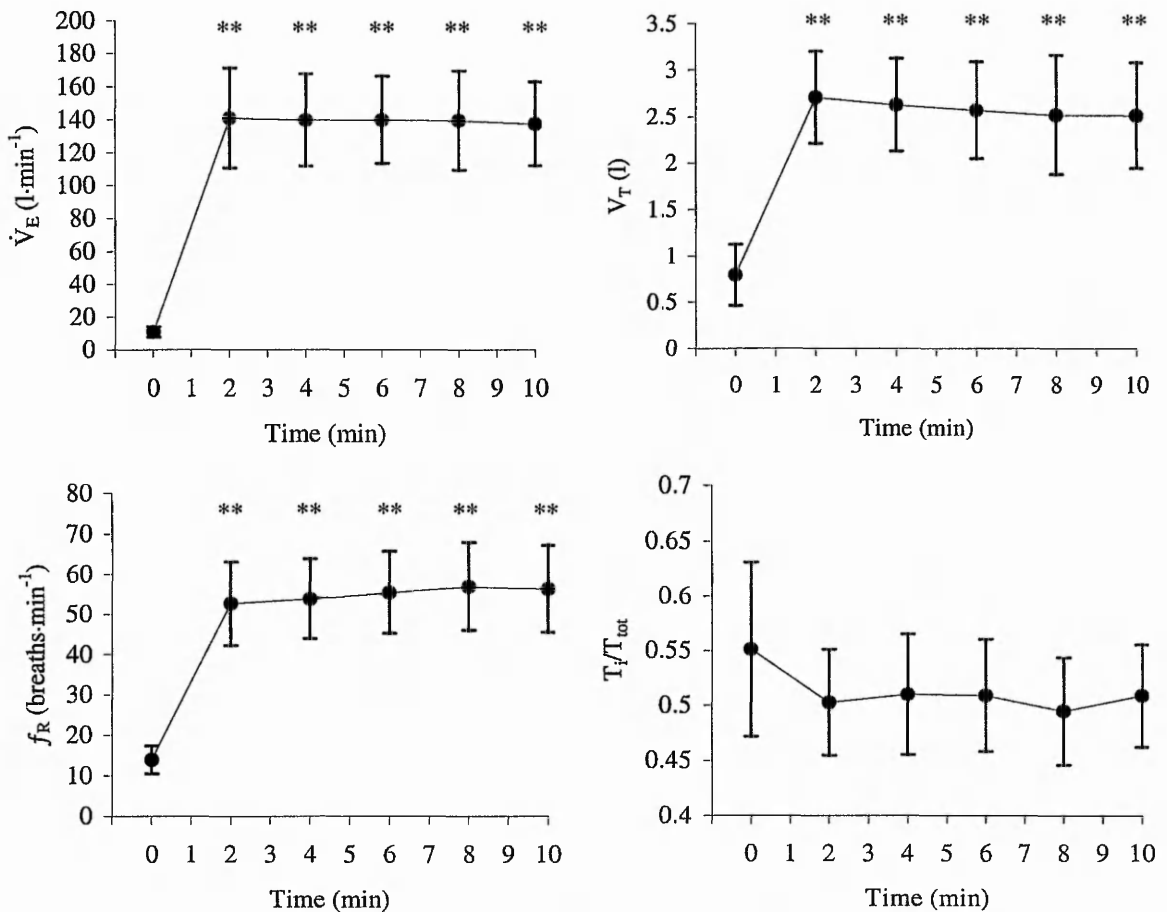 200
180
160
140
120
100
80
60
40
20
0
V̇E (l·min-1)
** ** ** ** **
0 1 2 3 4 5 6 7 8 9 10
Time (min)
3.5
3
2.5
2
1.5
1
0.5
0
VT (l)
** ** ** ** **
0 1 2 3 4 5 6 7 8 9 10
Time (min)
80
70
60
50
40
30
20
10
0
fR (breaths·min-1)
** ** ** ** **
0 1 2 3 4 5 6 7 8 9 10
Time (min)
0.7
0.65
0.6
0.55
0.5
0.45
0.4
Ti/Ttot
0 1 2 3 4 5 6 7 8 9 10
Time (min)